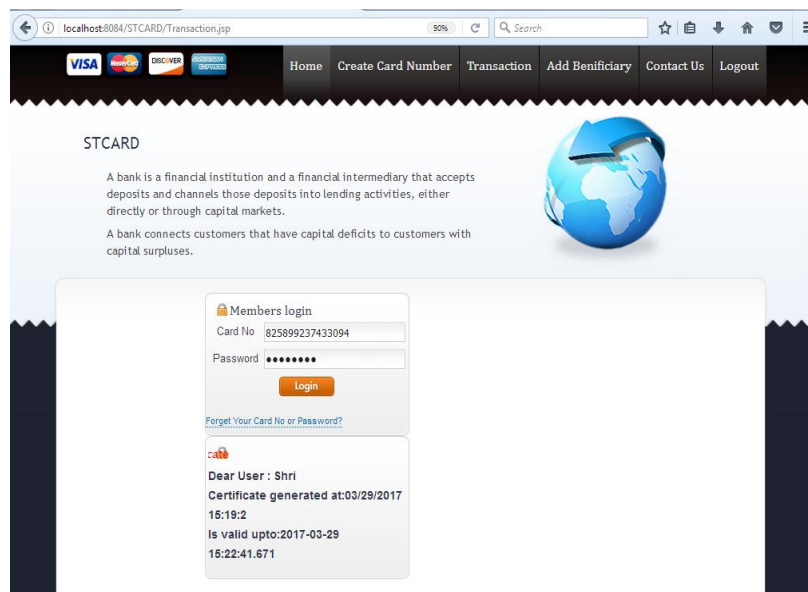 localhost:8084/STCARD/Transaction.jsp
90%
Search
VISA
MasterCard
DISCOVER
AMERICAN EXPRESS
Home Create Card Number Transaction Add Benificiary Contact Us Logout
STCARD
A bank is a financial institution and a financial intermediary that accepts
deposits and channels those deposits into lending activities, either
directly or through capital markets.
A bank connects customers that have capital deficits to customers with
capital surpluses.
Members login
Card No 825899237433094
Password ●●●●●●●●
Login
Forget Your Card No or Password?
cate
Dear User : Shri
Certificate generated at:03/29/2017
15:19:2
Is valid upto:2017-03-29
15:22:41.671